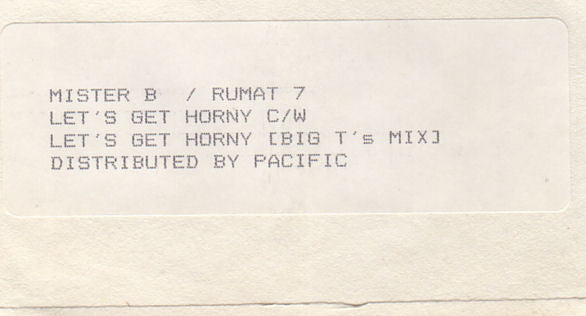 MISTER B / RUMAT 7
LET'S GET HORNY C/W
LET'S GET HORNY [BIG T's MIX]
DISTRIBUTED BY PACIFIC